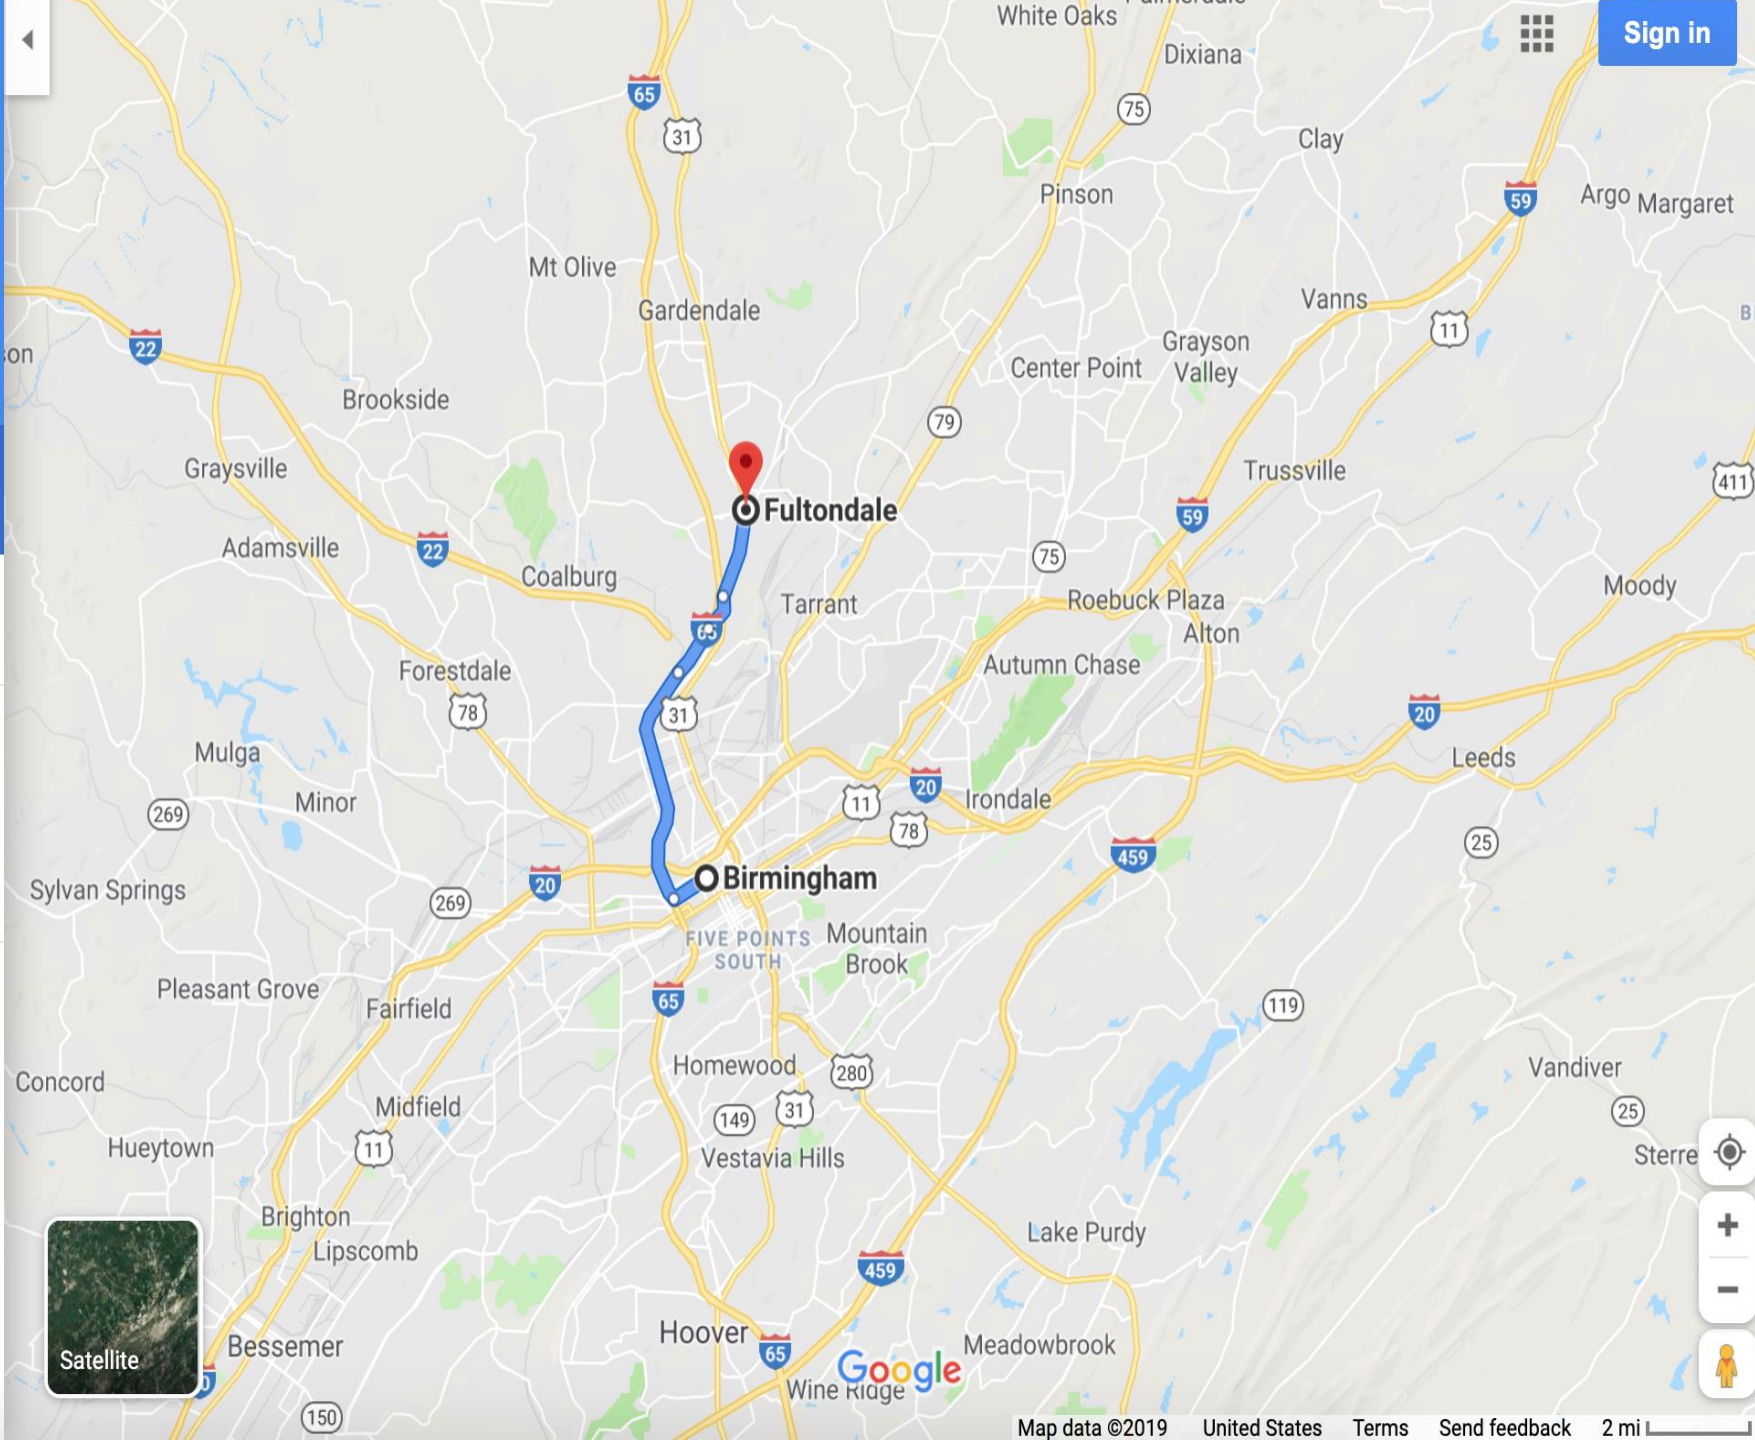 White Oaks
Dixiana
Sign in
65
31
75
Clay
Pinson
59
Argo
Margaret
Mt Olive
Gardendale
Vanns
11
22
Grayson
Valley
Center Point
Brookside
79
Graysville
Trussville
411
Fultondale
59
Adamsville
22
75
Coalburg
Moody
Tarrant
Roebuck Plaza
65
Alton
Forestdale
Autumn Chase
78
31
20
Mulga
Leeds
Minor
269
11
20
Irondale
78
25
459
Sylvan Springs
20
Birmingham
269
FIVE POINTS
SOUTH
Mountain
Brook
Pleasant Grove
Fairfield
65
119
Homewood
280
Vandiver
Concord
Midfield
149
31
25
Hueytown
11
Vestavia Hills
Sterre
Brighton
Lipscomb
Lake Purdy
459
Hoover
65
Meadowbrook
Bessemer
Satellite
Google
Wine Ridge
150
Map data ©2019 United States Terms Send feedback 2 mi